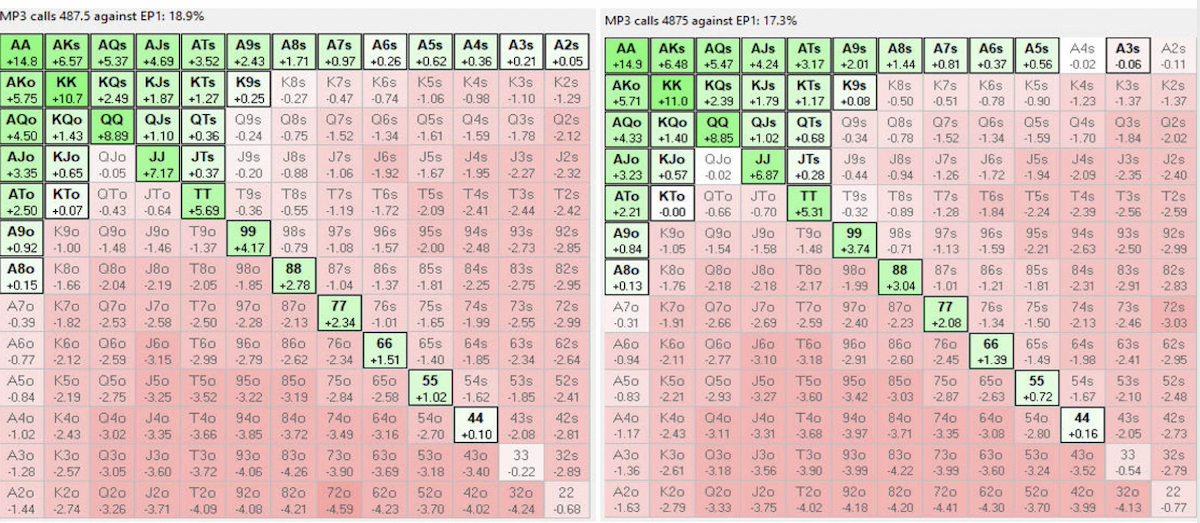 MP3 calls 487.5 against EP1: 18.9%
AA AKs AQs AJs ATs A9s A8s A7s A6s A5s A4s A3s A2s
+14.8 +6.57 +5.37 +4.69 +3.52 +2.43 +1.71 +0.97 +0.26 +0.62 +0.36 +0.21 +0.05
AKo KK KQs KJs KTs K9s K8s K7s K6s K5s K4s K3s K2s
+5.75 +10.7 +2.49 +1.87 +1.27 +0.25 -0.27 -0.47 -0.74 -1.06 -0.98 -1.10 -1.29
AQo KQo QQ QJs QTs Q9s Q8s Q7s Q6s Q5s Q4s Q3s Q2s
+4.50 +1.43 +8.89 +1.10 +0.36 -0.24 -0.75 -1.52 -1.34 -1.61 -1.59 -1.78 -2.12
AJo KJo QJo JJ JTs J9s J8s J7s J6s J5s J4s J3s J2s
+3.35 +0.65 -0.05 +7.17 +0.37 -0.20 -0.88 -1.06 -1.92 -1.67 -1.95 -2.27 -2.32
ATo KTo QTo JTo TT T9s T8s T7s T6s T5s T4s T3s T2s
+2.50 +0.07 -0.43 -0.64 +5.69 -0.36 -0.55 -1.19 -1.72 -2.09 -2.41 -2.44 -2.42
A9o K9o Q9o J9o T9o 99 98s 97s 96s 95s 94s 93s 92s
+0.92 -1.00 -1.48 -1.46 -1.37 +4.17 -0.79 -1.08 -1.57 -2.00 -2.48 -2.73 -2.85
A8o K8o Q8o J8o T8o 98o 88 87s 86s 85s 84s 83s 82s
+0.15 -1.66 -2.04 -2.19 -2.05 -1.85 +2.78 -1.04 -1.37 -1.81 -2.25 -2.75 -2.95
A7o K7o Q7o J7o T7o 97o 87o 77 76s 75s 74s 73s 72s
-0.39 -1.82 -2.53 -2.58 -2.50 -2.28 -2.13 +2.34 -1.01 -1.65 -1.99 -2.55 -2.99
A6o K6o Q6o J6o T6o 96o 86o 76o 66 65s 64s 63s 62s
-0.77 -2.12 -2.59 -3.15 -2.99 -2.79 -2.62 -2.34 +1.51 -1.40 -1.85 -2.34 -2.64
A5o K5o Q5o J5o T5o 95o 85o 75o 65o 55 54s 53s 52s
-0.84 -2.19 -2.75 -3.25 -3.52 -3.22 -3.19 -2.84 -2.58 +1.02 -1.62 -1.85 -2.41
A4o K4o Q4o J4o T4o 94o 84o 74o 64o 54o 44 43s 42s
-1.02 -2.43 -3.02 -3.35 -3.66 -3.85 -3.72 -3.49 -3.16 -2.70 +0.10 -2.08 -2.81
A3o K3o Q3o J3o T3o 93o 83o 73o 63o 53o 43o 33 32s
-1.28 -2.57 -3.05 -3.60 -3.72 -4.06 -4.26 -3.90 -3.69 -3.18 -3.40 -0.22 -2.89
A2o K2o Q2o J2o T2o 92o 82o 72o 62o 52o 42o 32o 22
-1.44 -2.74 -3.26 -3.71 -4.09 -4.08 -4.21 -4.59 -4.23 -3.70 -4.02 -4.24 -0.68
MP3 calls 4875 against EP1: 17.3%
AA AKs AQs AJs ATs A9s A8s A7s A6s A5s A4s A3s A2s
+14.9 +6.48 +5.47 +4.24 +3.17 +2.01 +1.44 +0.81 +0.37 +0.56 -0.02 -0.06 -0.11
AKo KK KQs KJs KTs K9s K8s K7s K6s K5s K4s K3s K2s
+5.71 +11.0 +2.39 +1.79 +1.17 +0.08 -0.50 -0.51 -0.78 -0.90 -1.23 -1.37 -1.37
AQo KQo QQ QJs QTs Q9s Q8s Q7s Q6s Q5s Q4s Q3s Q2s
+4.33 +1.40 +8.85 +1.02 +0.68 -0.34 -0.78 -1.52 -1.34 -1.59 -1.70 -1.84 -2.02
AJo KJo QJo JJ JTs J9s J8s J7s J6s J5s J4s J3s J2s
+3.23 +0.57 -0.02 +6.87 +0.28 -0.44 -0.94 -1.26 -1.72 -1.94 -2.09 -2.35 -2.40
ATo KTo QTo JTo TT T9s T8s T7s T6s T5s T4s T3s T2s
+2.21 -0.00 -0.66 -0.70 +5.31 -0.32 -0.89 -1.28 -1.84 -2.24 -2.39 -2.56 -2.59
A9o K9o Q9o J9o T9o 99 98s 97s 96s 95s 94s 93s 92s
+0.84 -1.05 -1.54 -1.58 -1.48 +3.74 -0.71 -1.13 -1.59 -2.21 -2.63 -2.50 -2.99
A8o K8o Q8o J8o T8o 98o 88 87s 86s 85s 84s 83s 82s
+0.13 -1.76 -2.18 -2.18 -2.17 -1.99 +3.04 -1.01 -1.21 -1.81 -2.31 -2.91 -2.83
A7o K7o Q7o J7o T7o 97o 87o 77 76s 75s 74s 73s 72s
-0.31 -1.91 -2.66 -2.69 -2.59 -2.40 -2.23 +2.08 -1.34 -1.50 -2.13 -2.46 -3.03
A6o K6o Q6o J6o T6o 96o 86o 76o 66 65s 64s 63s 62s
-0.94 -2.11 -2.77 -3.10 -3.18 -2.91 -2.60 -2.45 +1.39 -1.49 -1.98 -2.41 -2.95
A5o K5o Q5o J5o T5o 95o 85o 75o 65o 55 54s 53s 52s
-0.83 -2.21 -2.93 -3.27 -3.60 -3.42 -3.03 -2.87 -2.63 +0.72 -1.67 -2.10 -2.48
A4o K4o Q4o J4o T4o 94o 84o 74o 64o 54o 44 43s 42s
-1.17 -2.43 -3.11 -3.31 -3.68 -3.97 -3.71 -3.35 -3.08 -2.80 +0.16 -2.05 -2.73
A3o K3o Q3o J3o T3o 93o 83o 73o 63o 53o 43o 33 32s
-1.36 -2.61 -3.18 -3.56 -3.90 -3.99 -4.22 -3.99 -3.60 -3.24 -3.52 -0.54 -2.79
A2o K2o Q2o J2o T2o 92o 82o 72o 62o 52o 42o 32o 22
-1.63 -2.79 -3.33 -3.75 -4.02 -4.18 -4.20 -4.41 -4.18 -3.70 -3.99 -4.13 -0.77